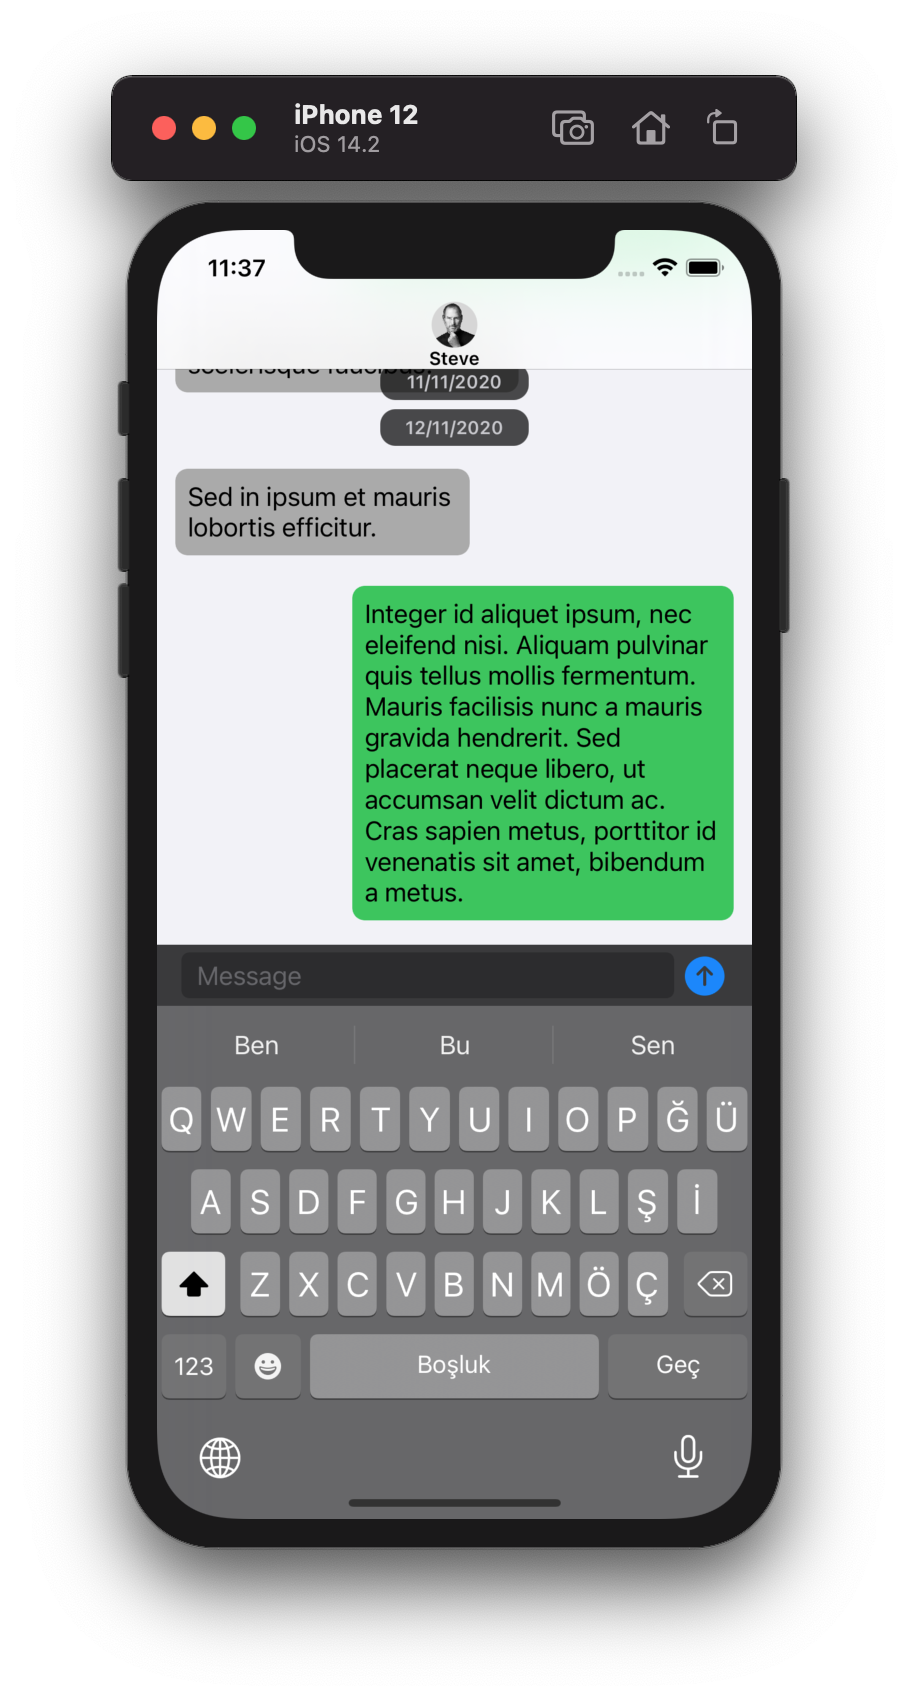 iPhone 12
iOS 14.2
11:37
Steve
scelerisque faucibus.
11/11/2020
12/11/2020
Sed in ipsum et mauris
lobortis efficitur.
Integer id aliquet ipsum, nec
eleifend nisi. Aliquam pulvinar
quis tellus mollis fermentum.
Mauris facilisis nunc a mauris
gravida hendrerit. Sed
placerat neque libero, ut
accumsan velit dictum ac.
Cras sapien metus, porttitor id
venenatis sit amet, bibendum
a metus.
Message
Ben Bu Sen
Q W E R T Y U I O P Ğ Ü
A S D F G H J K L Ş İ
Z X C V B N M Ö Ç
123 Boşluk Geç